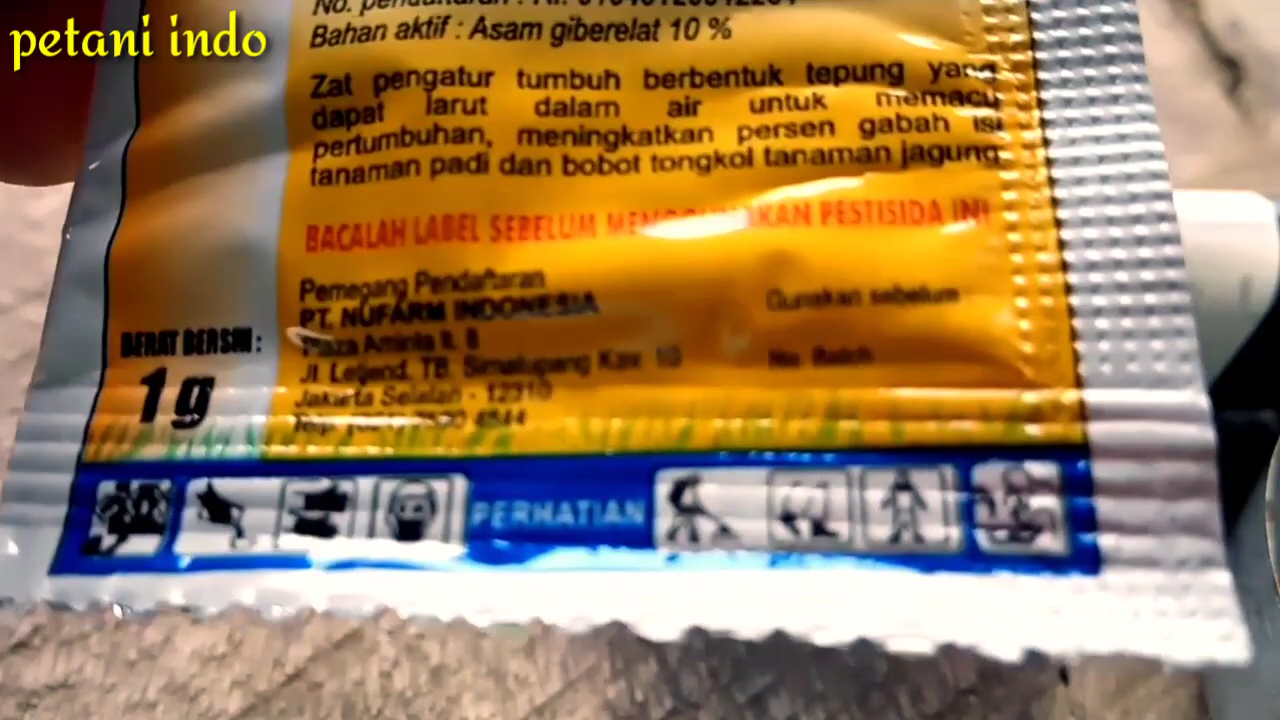 petani indo
Bahan aktif : Asam giberelat 10 %
Zat pengatur tumbuh berbentuk tepung yang
dapat larut dalam air untuk memacu
pertumbuhan, meningkatkan persen gabah isi
tanaman padi dan bobot tongkol tanaman jagung
BACALAH LABEL SEBELUM PESTISIDA INI
Pemegang Pendaftaran
PT. NUFARM INDONESIA
Gunakan sebelum
Plaza Aminta lt. 8
No. Batch
Jl. Letjend. TB. Simatupang Kav. 10
Jakarta Selatan - 12310
BERAT BERSIH :
1 g
PERHATIAN